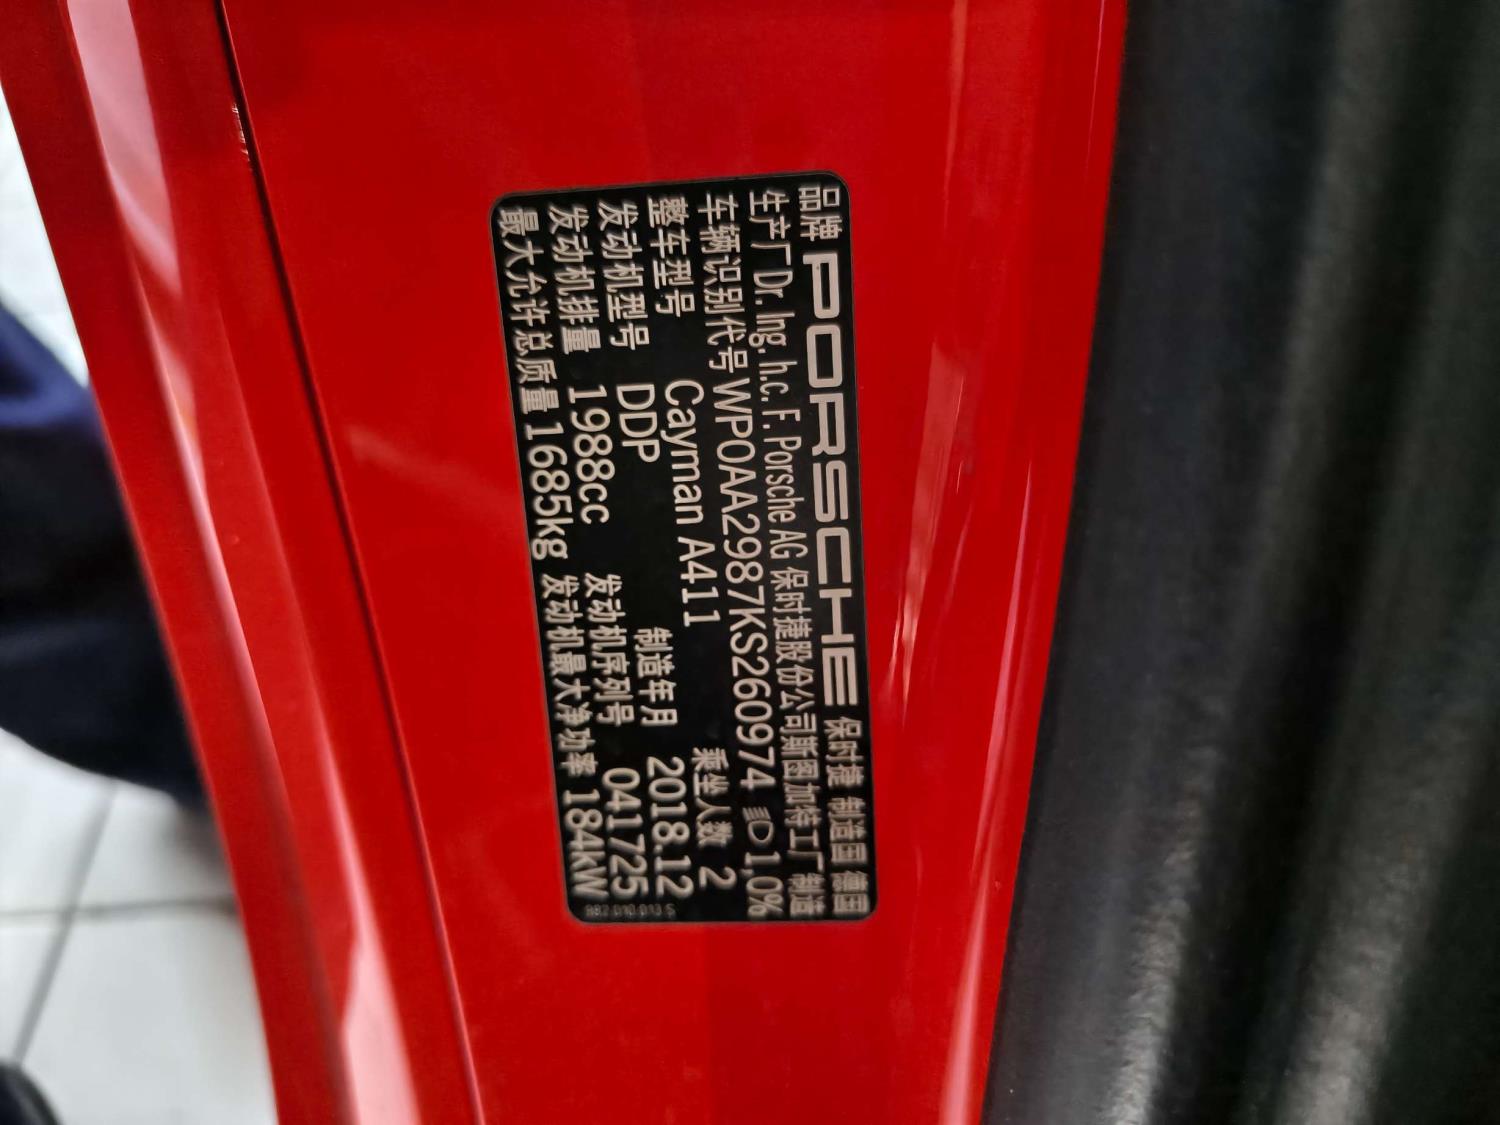 品牌 PORSCHE 保时捷 制造国 德国
生产厂Dr. Ing. h.c. F. Porsche AG 保时捷股份公司斯图加特工厂制造
车辆识别代号 WP0AA2987KS260974 1,0%
整车型号 Cayman A411 乘坐人数 2
发动机型号 DDP 制造年月 2018.12
发动机排量 1988cc 发动机序列号 041725
最大允许总质量 1685kg 发动机最大净功率 184kW
982.010.013.S